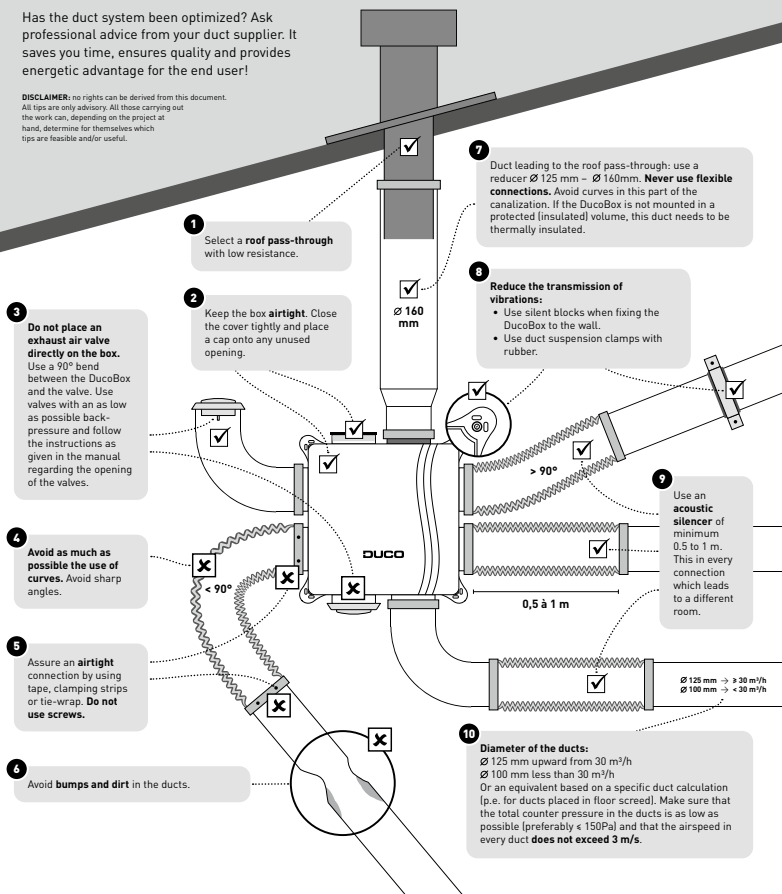 Has the duct system been optimized? Ask
professional advice from your duct supplier. It
saves you time, ensures quality and provides
energetic advantage for the end user!
DISCLAIMER: no rights can be derived from this document.
All tips are only advisory. All those carrying out
the work can, depending on the project at
hand, determine for themselves which
tips are feasible and/or useful.
1
Select a roof pass-through
with low resistance.
2
Keep the box airtight. Close
the cover tightly and place
a cap onto any unused
opening.
3
Do not place an
exhaust air valve
directly on the box.
Use a 90° bend
between the DucoBox
and the valve. Use
valves with an as low
as possible back-
pressure and follow
the instructions as
given in the manual
regarding the opening
of the valves.
4
Avoid as much as
possible the use of
curves. Avoid sharp
angles.
5
Assure an airtight
connection by using
tape, clamping strips
or tie-wrap. Do not
use screws.
6
Avoid bumps and dirt in the ducts.
7
Duct leading to the roof pass-through: use a
reducer Ø 125 mm – Ø 160mm. Never use flexible
connections. Avoid curves in this part of the
canalization. If the DucoBox is not mounted in a
protected (insulated) volume, this duct needs to be
thermally insulated.
8
Reduce the transmission of
vibrations:
• Use silent blocks when fixing the
DucoBox to the wall.
• Use duct suspension clamps with
rubber.
9
Use an
acoustic
silencer of
minimum
0.5 to 1 m.
This in every
connection
which leads
to a different
room.
10
Diameter of the ducts:
Ø 125 mm upward from 30 m³/h
Ø 100 mm less than 30 m³/h
Or an equivalent based on a specific duct calculation
(p.e. for ducts placed in floor screed). Make sure that
the total counter pressure in the ducts is as low as
possible (preferably ≤ 150Pa) and that the airspeed in
every duct does not exceed 3 m/s.
Ø 160
mm
> 90°
< 90°
DUCO
0,5 à 1 m
Ø 125 mm → ≥ 30 m³/h
Ø 100 mm → < 30 m³/h